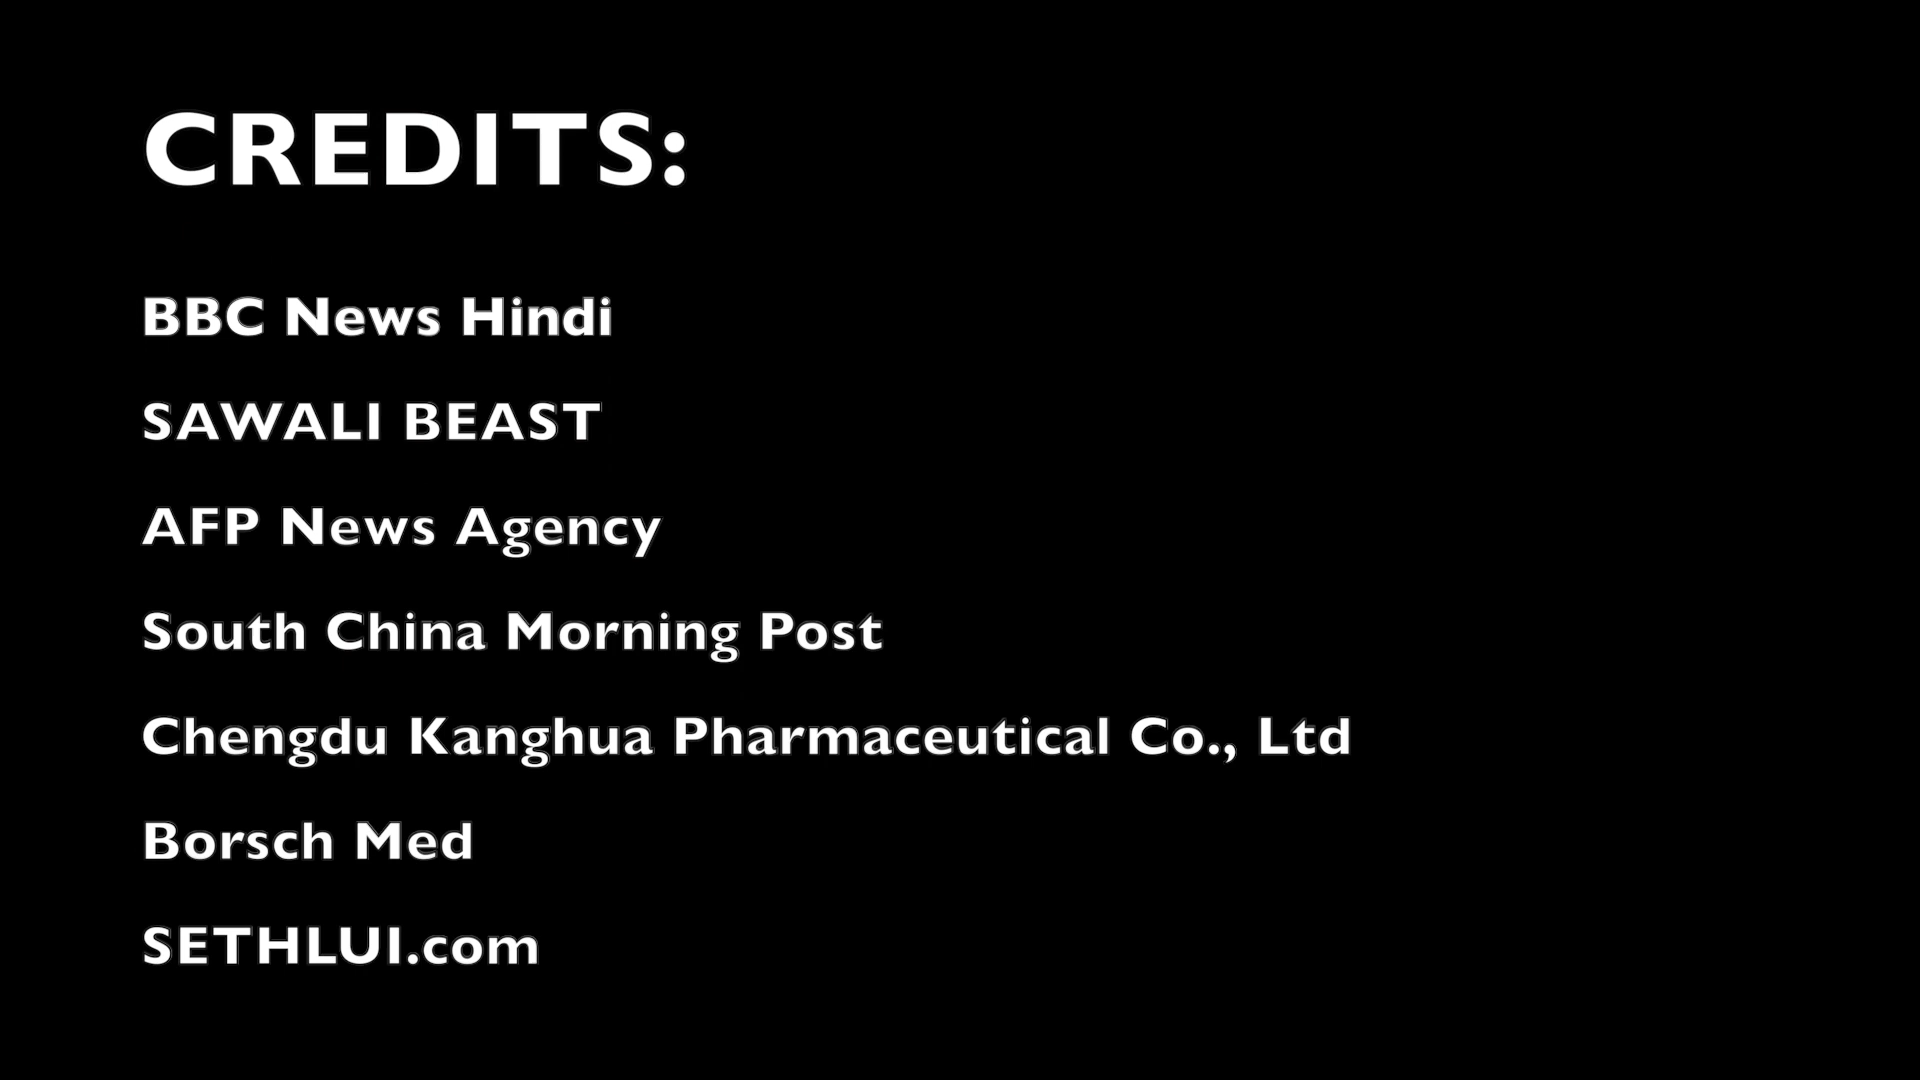 CREDITS:
BBC News Hindi
SAWALI BEAST
AFP News Agency
South China Morning Post
Chengdu Kanghua Pharmaceutical Co., Ltd
Borsch Med
SETHLUI.com